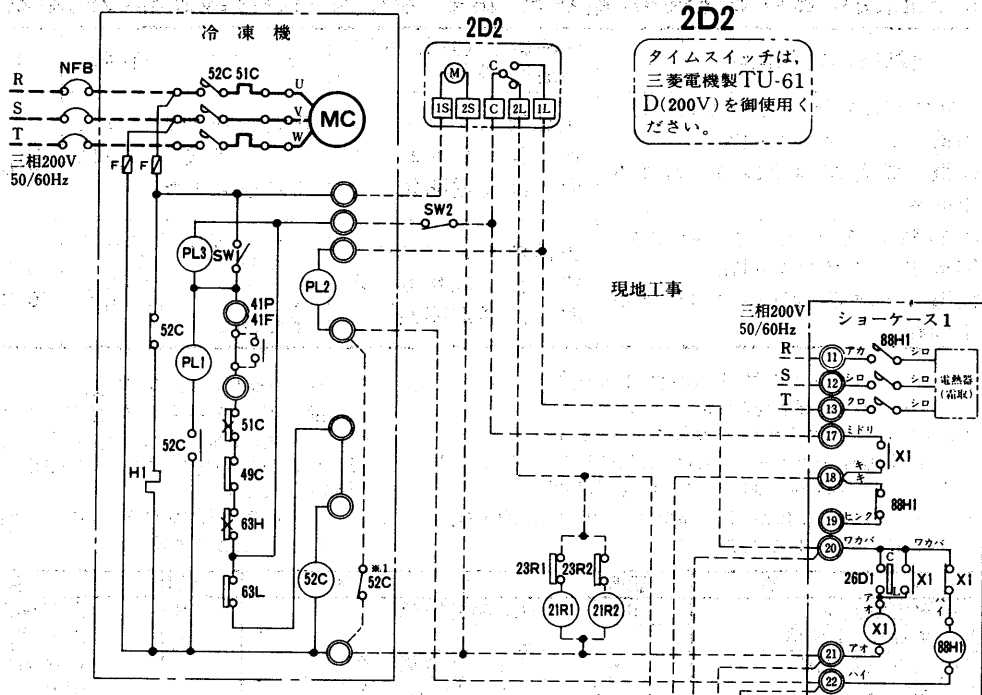 冷凍機
2D2
2D2
タイムスイッチは、
三菱電機製TU-61
D(200V)を御使用く
ださい。
NFB
52C 51C
R
S
T
U
V
W
MC
三相200V
50/60Hz
F
F
M
C
1S
2S
C
2L
1L
SW2
PL3
SW
41P
41F
PL2
52C
PL1
52C
51C
H1
49C
63H
63L
52C
※1
52C
23R1
23R2
21R1
21R2
現地工事
三相200V
50/60Hz
ショーケース1
88H1
R
11
アカ
シロ
S
12
シロ
シロ
電熱器
(霜取)
T
13
クロ
シロ
17
ミドリ
X1
18
キ
キ
88H1
19
ピンク
20
ワカバ
ワカバ
C
26D1
L
X1
X1
アオ
ハイ
X1
88H1
21
アオ
22
ハイ